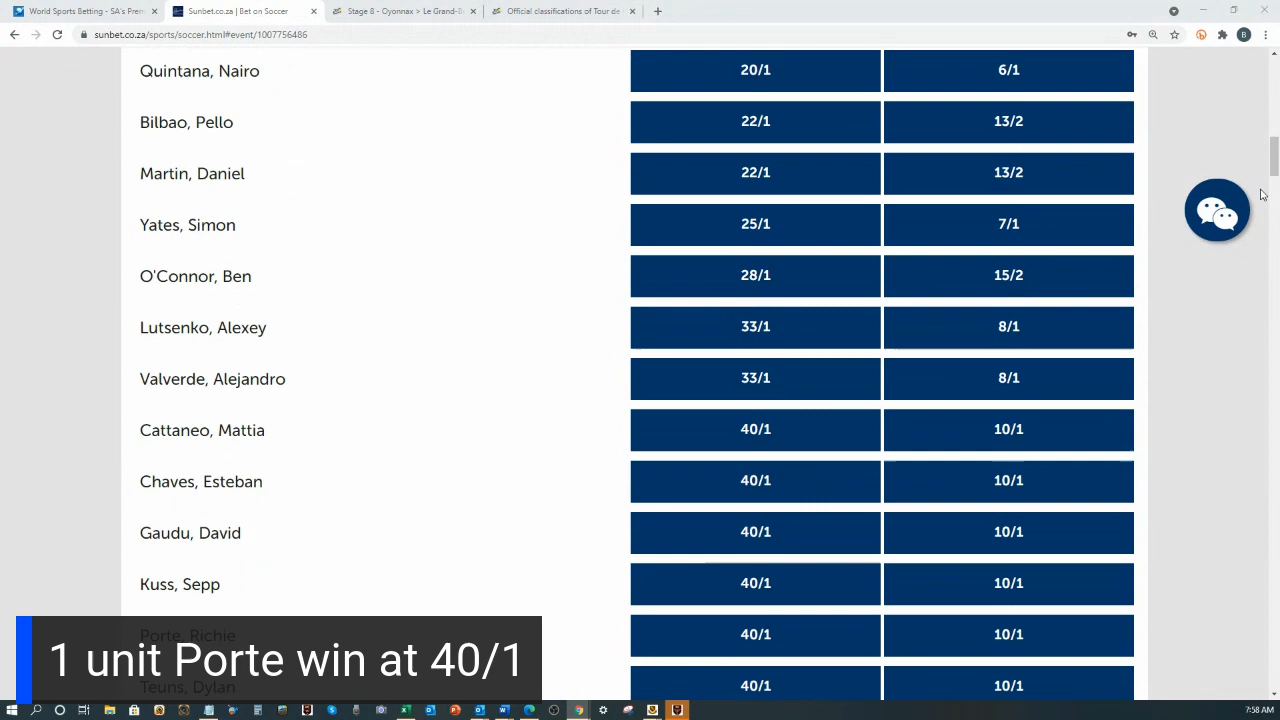 World Sports Betting - SA's Prem
Sunbet.co.za | Bet on Soccer
Stage 8 - Oyonnax > Le Grand-B
Official classifications of Tour de
sunbet.co.za/sports/soccer.html#event/1007756486
B
Quintana, Nairo 20/1 6/1
Bilbao, Pello 22/1 13/2
Martin, Daniel 22/1 13/2
Yates, Simon 25/1 7/1
O'Connor, Ben 28/1 15/2
Lutsenko, Alexey 33/1 8/1
Valverde, Alejandro 33/1 8/1
Cattaneo, Mattia 40/1 10/1
Chaves, Esteban 40/1 10/1
Gaudu, David 40/1 10/1
Kuss, Sepp 40/1 10/1
Porte, Richie 40/1 10/1
Teuns, Dylan 40/1 10/1
1 unit Porte win at 40/1
7:58 AM